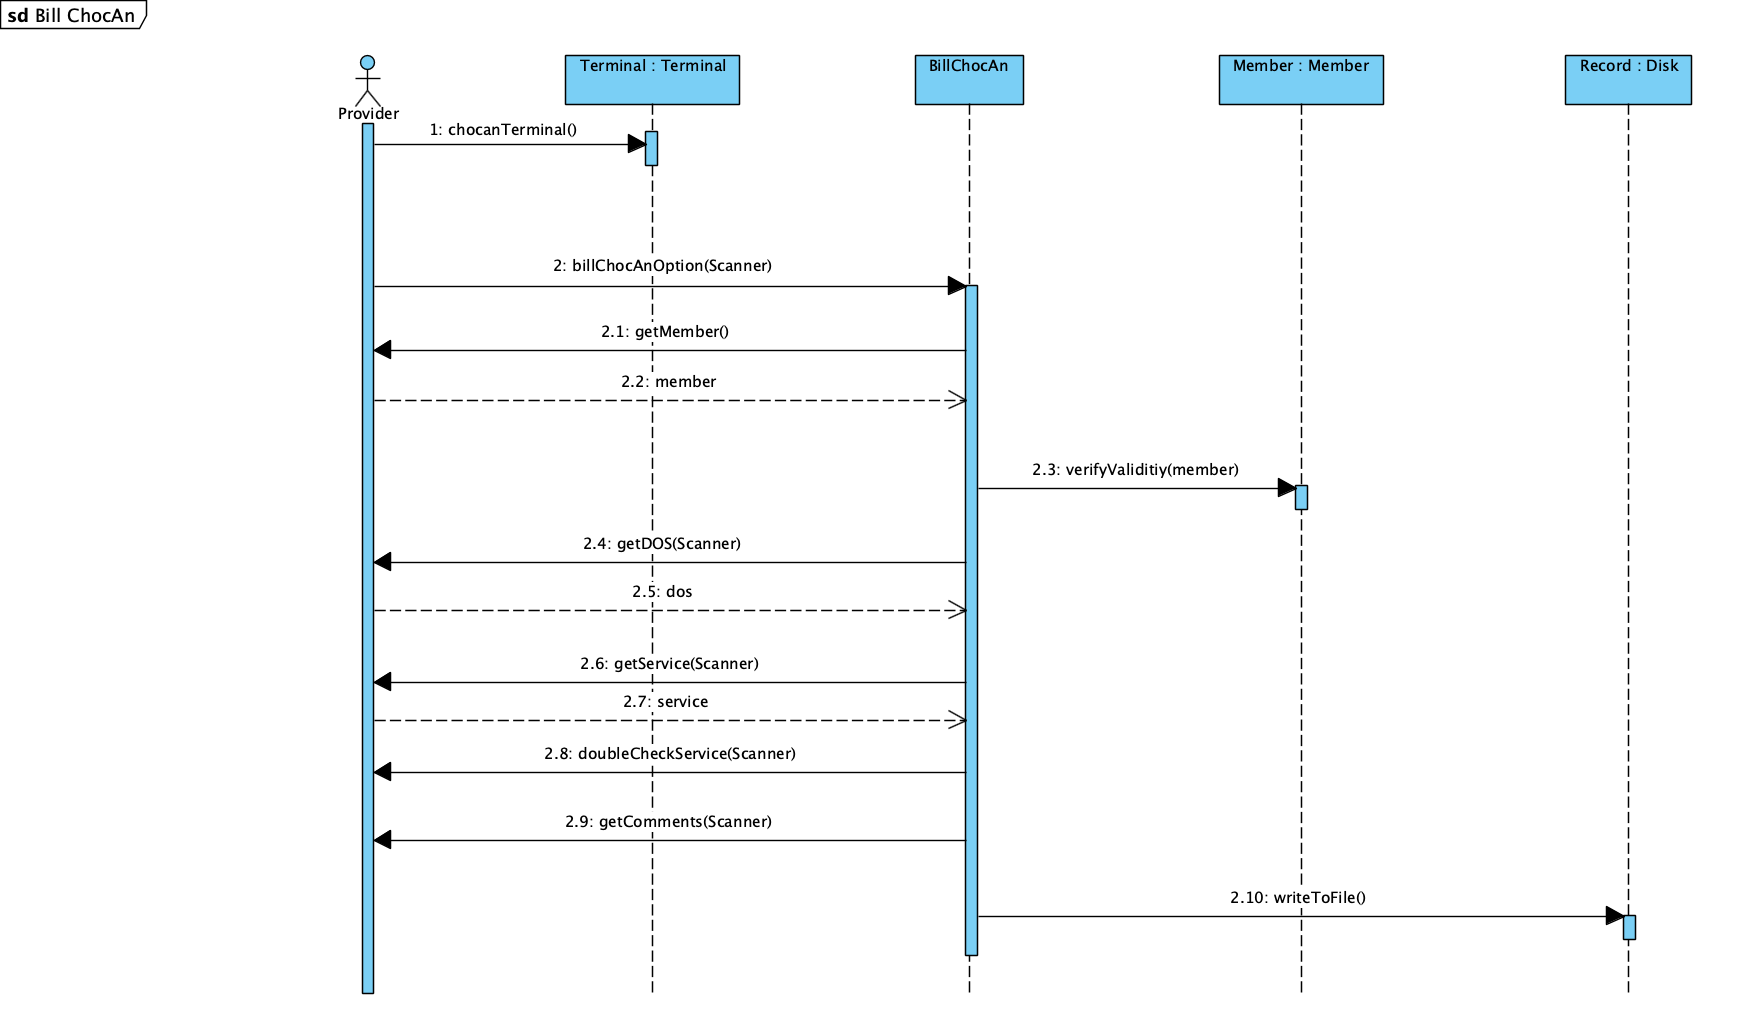 sd Bill ChocAn
Provider
Terminal : Terminal
BillChocAn
Member : Member
Record : Disk
1: chocanTerminal()
2: billChocAnOption(Scanner)
2.1: getMember()
2.2: member
2.3: verifyValiditiy(member)
2.4: getDOS(Scanner)
2.5: dos
2.6: getService(Scanner)
2.7: service
2.8: doubleCheckService(Scanner)
2.9: getComments(Scanner)
2.10: writeToFile()